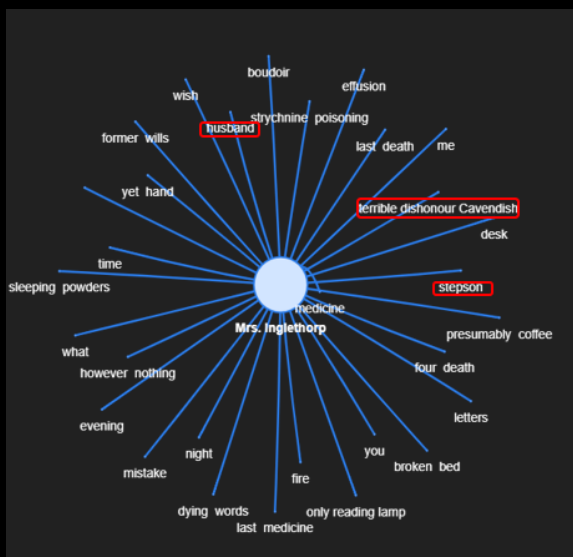 boudoir
effusion
wish
strychnine poisoning
husband
former wills
last death
me
yet hand
terrible dishonour Cavendish
desk
time
sleeping powders
stepson
medicine
Mrs. Inglethorp
presumably coffee
what
four death
however nothing
letters
evening
you
night
broken bed
mistake
fire
dying words
only reading lamp
last medicine